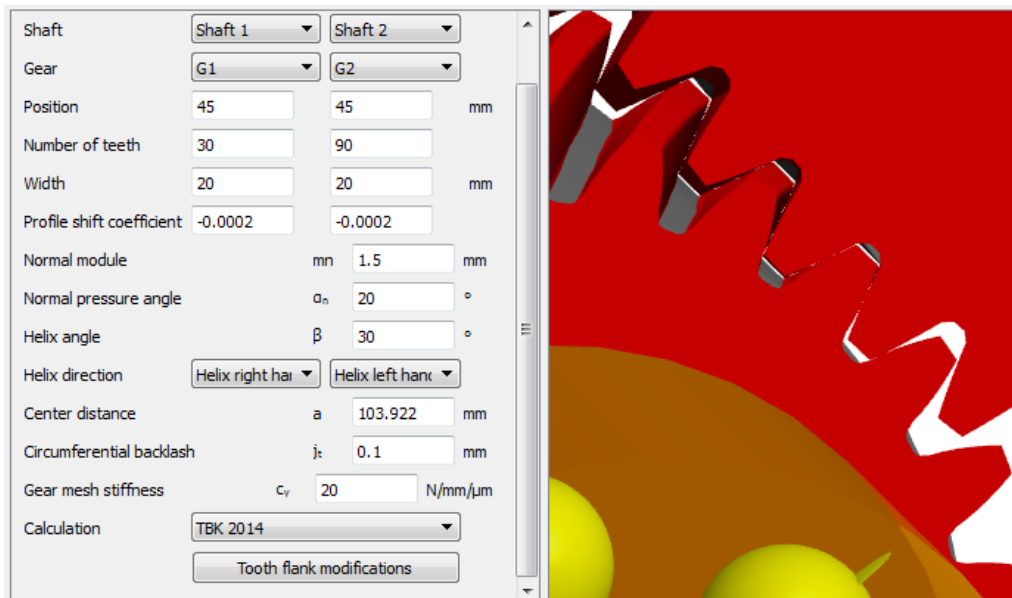 Shaft Shaft 1 Shaft 2
Gear G1 G2
Position 45 45 mm
Number of teeth 30 90
Width 20 20 mm
Profile shift coefficient -0.0002 -0.0002
Normal module mn 1.5 mm
Normal pressure angle αₙ 20 °
Helix angle β 30 °
Helix direction Helix right hai Helix left hand
Center distance a 103.922 mm
Circumferential backlash jₜ 0.1 mm
Gear mesh stiffness cᵧ 20 N/mm/µm
Calculation TBK 2014
Tooth flank modifications